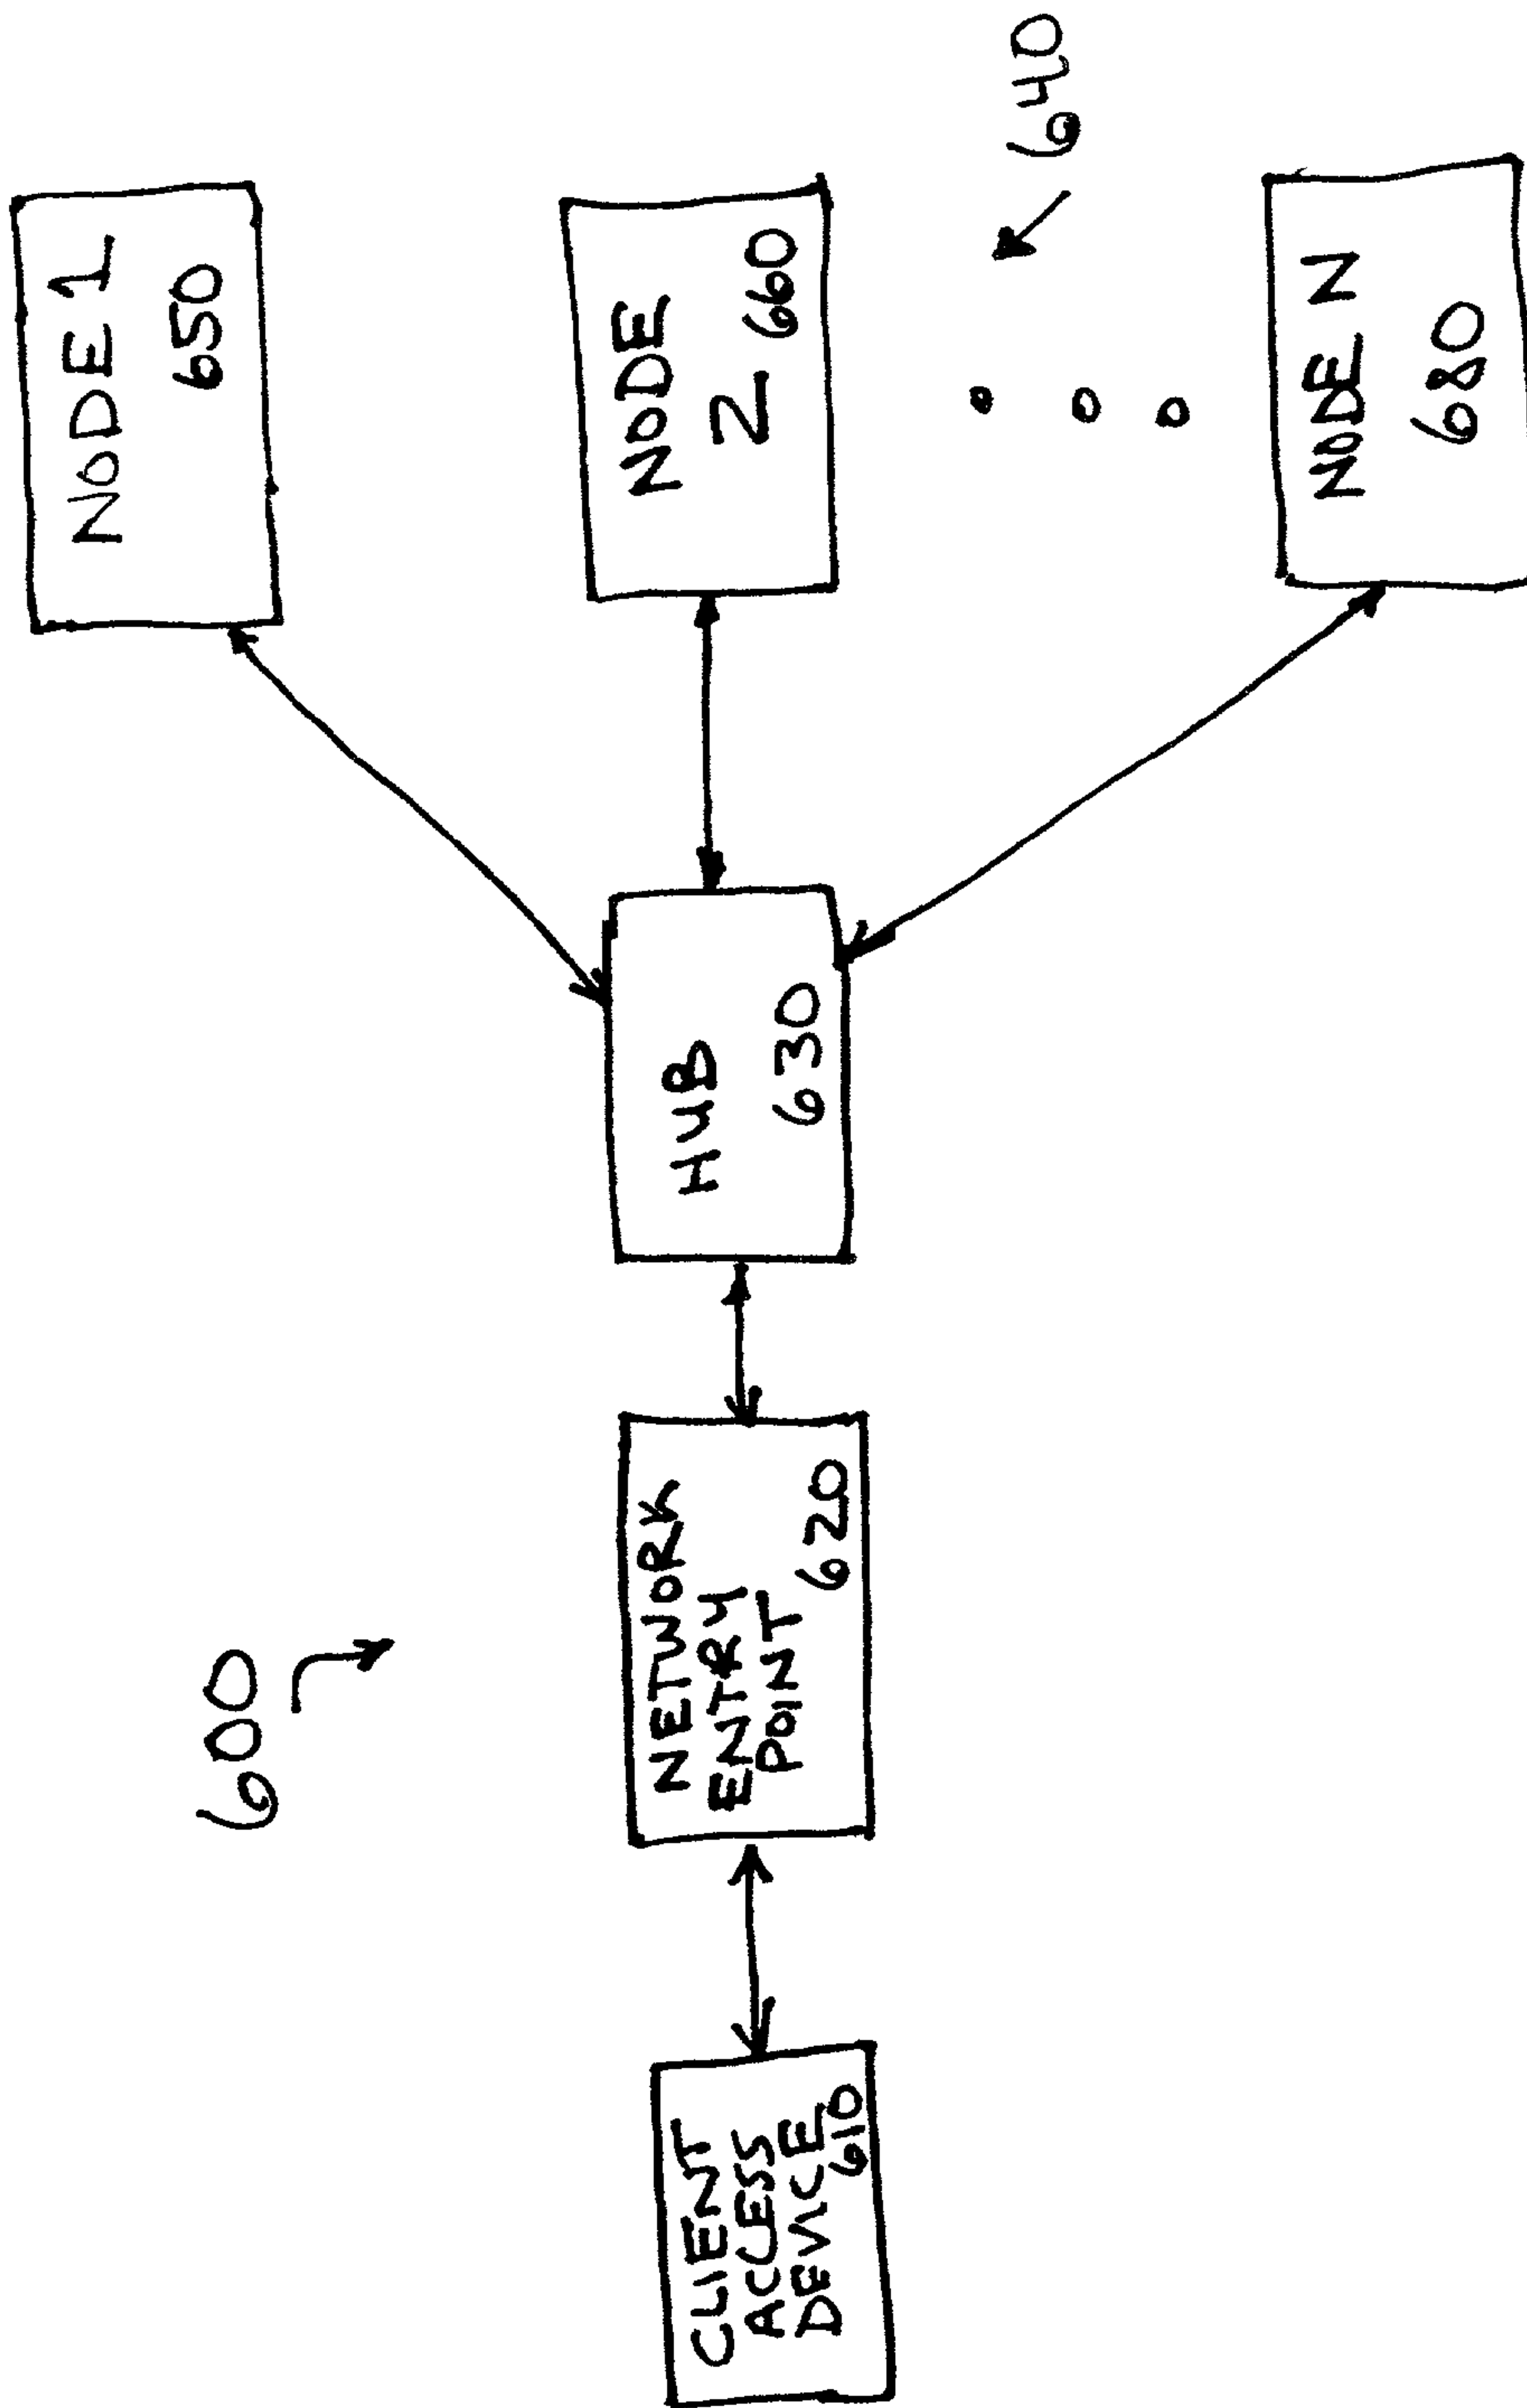 600
CLIENT
ACCESS
DEVICE
610
NETWORK
ENTRY
POINT
620
HUB
630
NODE 1
650
NODE
2 660
640
NODE N
680